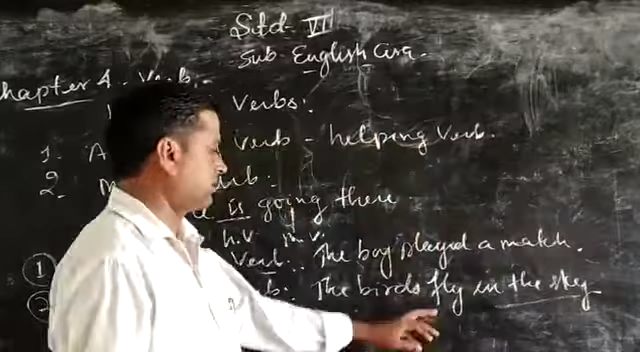 Std VI
Sub English Gra.
Chapter 4 - Verb.
Verbs:
1. A verb - helping Verb.
2. M verb:
is going there
h.V m.v.
① Verb: The boy played a match.
② The birds fly in the sky